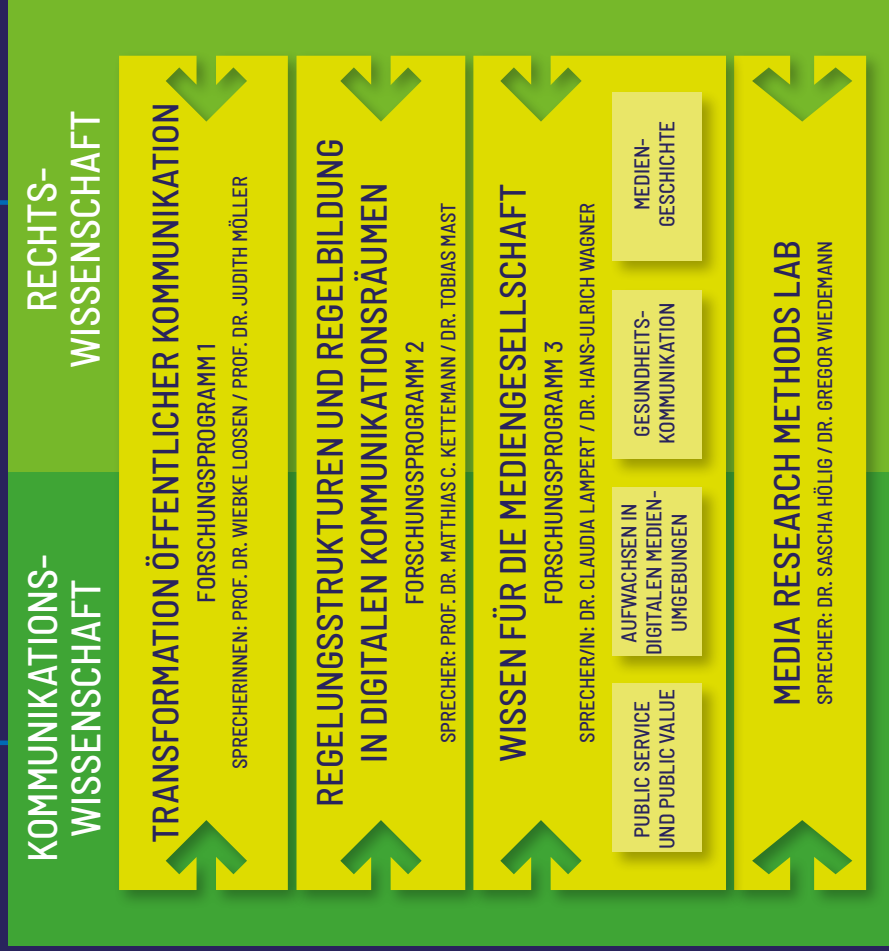 KOMMUNIKATIONS-
WISSENSCHAFT
RECHTS-
WISSENSCHAFT
TRANSFORMATION ÖFFENTLICHER KOMMUNIKATION
FORSCHUNGSPROGRAMM 1
SPRECHERINNEN: PROF. DR. WIEBKE LOOSEN / PROF. DR. JUDITH MÖLLER
REGELUNGSSTRUKTUREN UND REGELBILDUNG
IN DIGITALEN KOMMUNIKATIONSRÄUMEN
FORSCHUNGSPROGRAMM 2
SPRECHER: PROF. DR. MATTHIAS C. KETTEMANN / DR. TOBIAS MAST
WISSEN FÜR DIE MEDIENGESELLSCHAFT
FORSCHUNGSPROGRAMM 3
SPRECHER/IN: DR. CLAUDIA LAMPERT / DR. HANS-ULRICH WAGNER
PUBLIC SERVICE
UND PUBLIC VALUE
AUFWACHSEN IN
DIGITALEN MEDIEN-
UMGEBUNGEN
GESUNDHEITS-
KOMMUNIKATION
MEDIEN-
GESCHICHTE
MEDIA RESEARCH METHODS LAB
SPRECHER: DR. SASCHA HÖLIG / DR. GREGOR WIEDEMANN